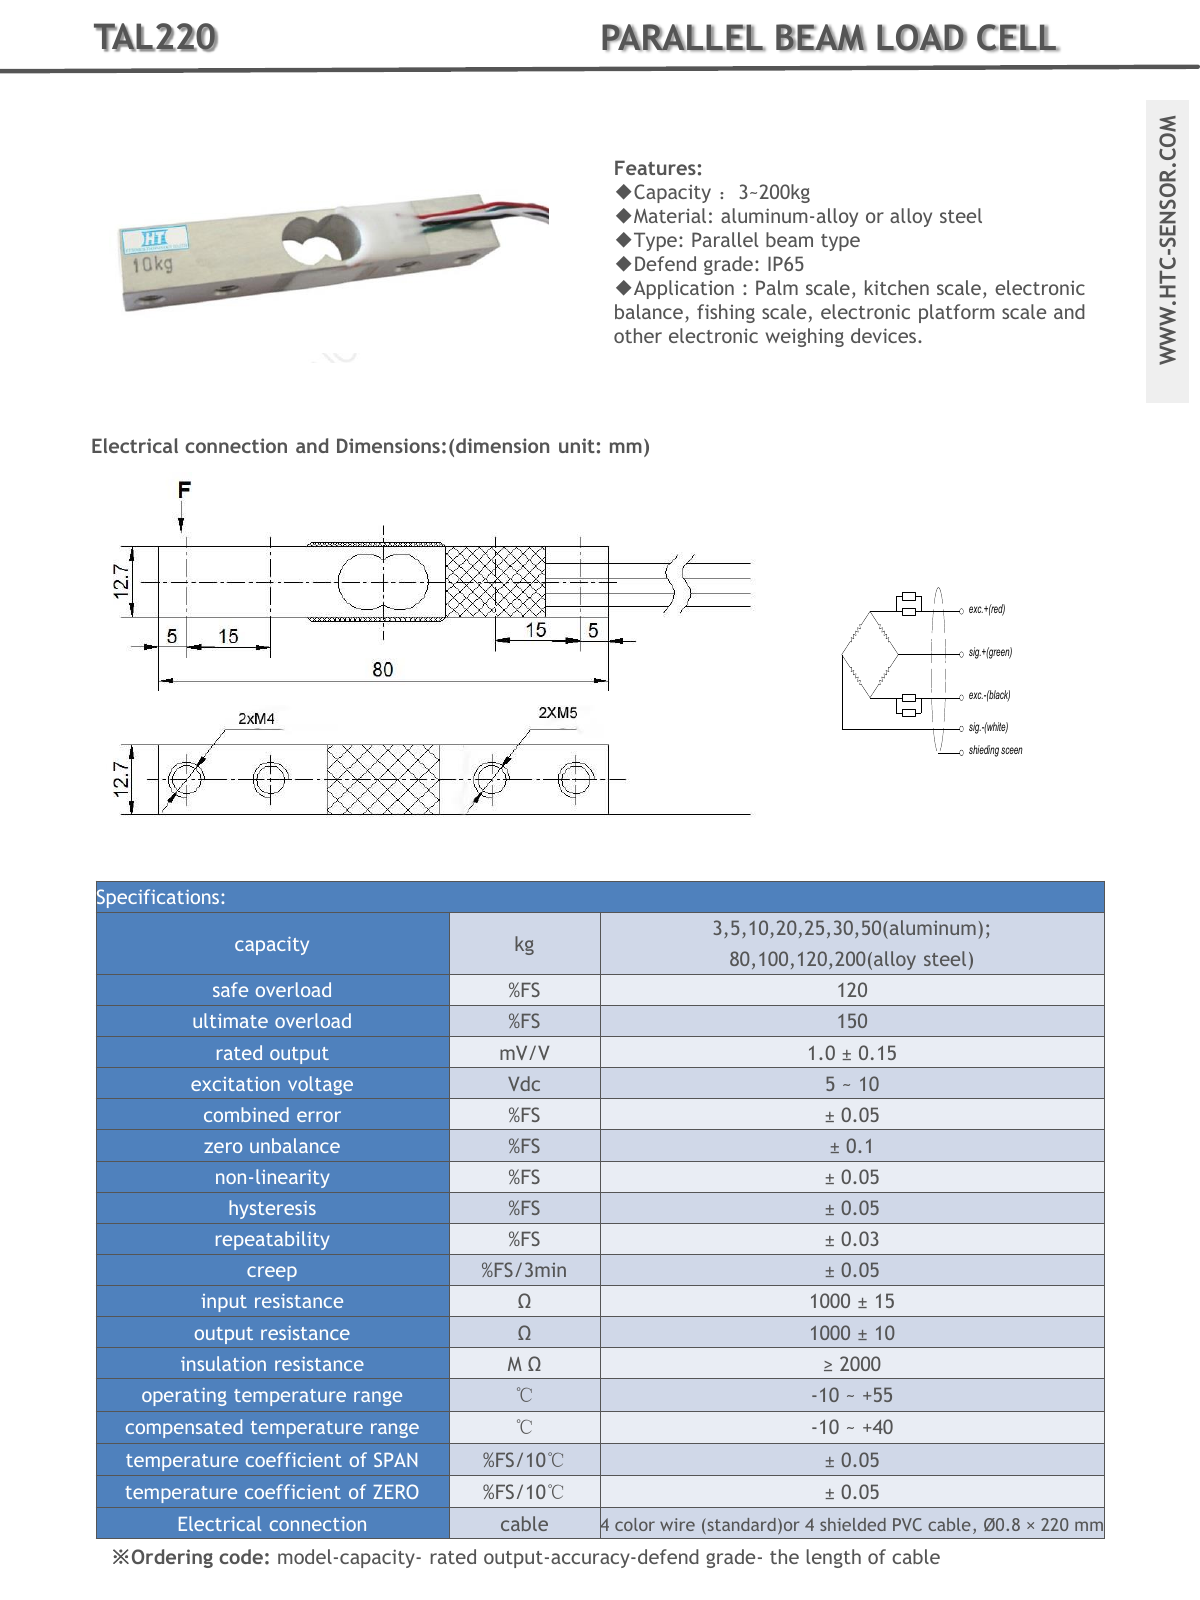 TAL220 PARALLEL BEAM LOAD CELL
WWW.HTC-SENSOR.COM
HT
10kg
Features:
◆Capacity : 3~200kg
◆Material: aluminum-alloy or alloy steel
◆Type: Parallel beam type
◆Defend grade: IP65
◆Application : Palm scale, kitchen scale, electronic
balance, fishing scale, electronic platform scale and
other electronic weighing devices.
Electrical connection and Dimensions:(dimension unit: mm)
F
12.7
5 15 15 5
80
2xM4 2XM5
12.7
exc.+(red)
sig.+(green)
exc.-(black)
sig.-(white)
shieding sceen
Specifications:
capacity kg 3,5,10,20,25,30,50(aluminum);
80,100,120,200(alloy steel)
safe overload %FS 120
ultimate overload %FS 150
rated output mV/V 1.0 ± 0.15
excitation voltage Vdc 5 ~ 10
combined error %FS ± 0.05
zero unbalance %FS ± 0.1
non-linearity %FS ± 0.05
hysteresis %FS ± 0.05
repeatability %FS ± 0.03
creep %FS/3min ± 0.05
input resistance Ω 1000 ± 15
output resistance Ω 1000 ± 10
insulation resistance M Ω ≥ 2000
operating temperature range ℃ -10 ~ +55
compensated temperature range ℃ -10 ~ +40
temperature coefficient of SPAN %FS/10℃ ± 0.05
temperature coefficient of ZERO %FS/10℃ ± 0.05
Electrical connection cable 4 color wire (standard)or 4 shielded PVC cable, Ø0.8 × 220 mm
※Ordering code: model-capacity- rated output-accuracy-defend grade- the length of cable